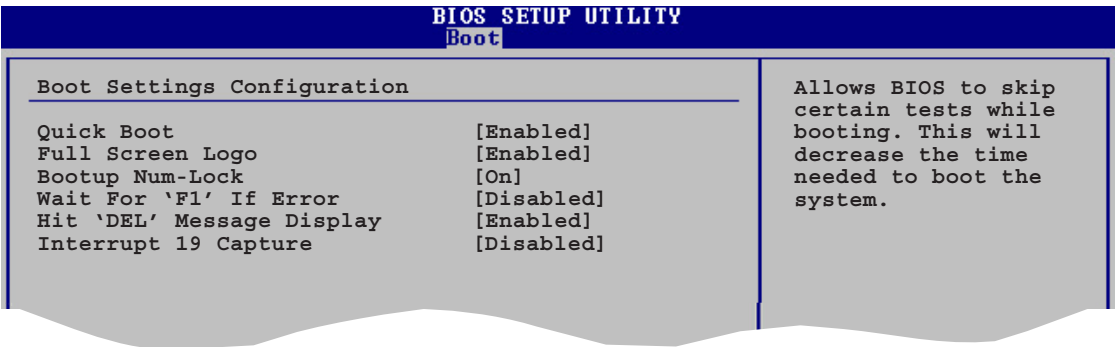 BIOS SETUP UTILITY
Boot
Boot Settings Configuration
Quick Boot [Enabled]
Full Screen Logo [Enabled]
Bootup Num-Lock [On]
Wait For ‘F1’ If Error [Disabled]
Hit ‘DEL’ Message Display [Enabled]
Interrupt 19 Capture [Disabled]
Allows BIOS to skip
certain tests while
booting. This will
decrease the time
needed to boot the
system.